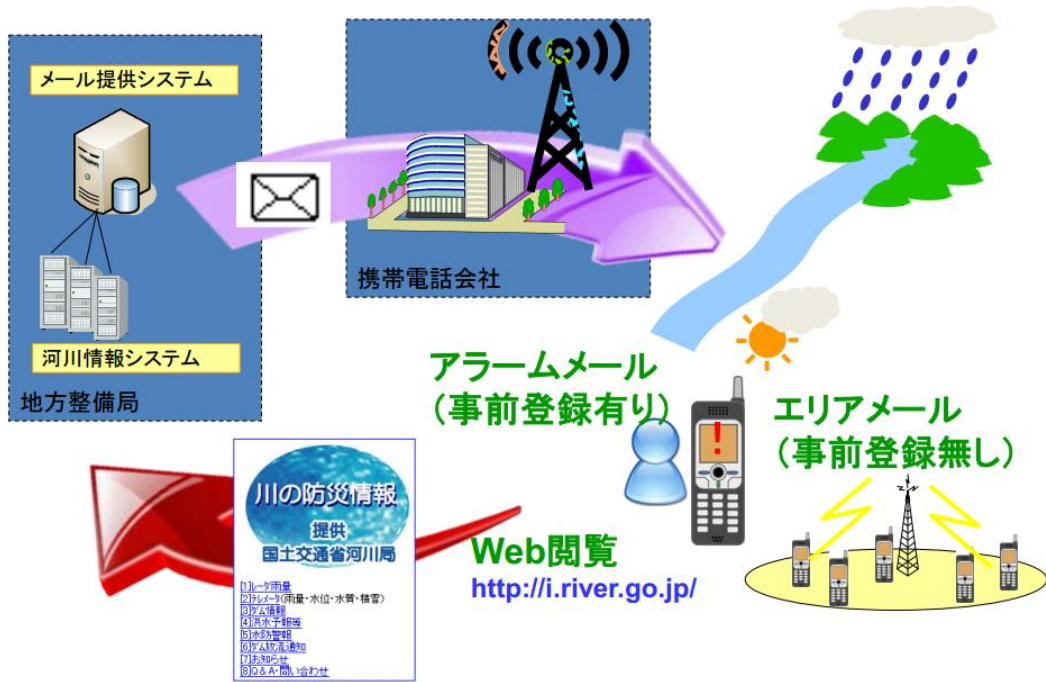 メール提供システム
河川情報システム
地方整備局
携帯電話会社
アラームメール
(事前登録有り)
!
エリアメール
(事前登録無し)
川の防災情報
提供
国土交通省河川局
[1]レーダ雨量
[2]テレメータ(雨量・水位・水質・積雪)
[3]ダム情報
[4]洪水予報等
[5]水防警報
[6]ダム放流通知
[7]お知らせ
[8]Q&A・問い合わせ
Web閲覧
http://i.river.go.jp/